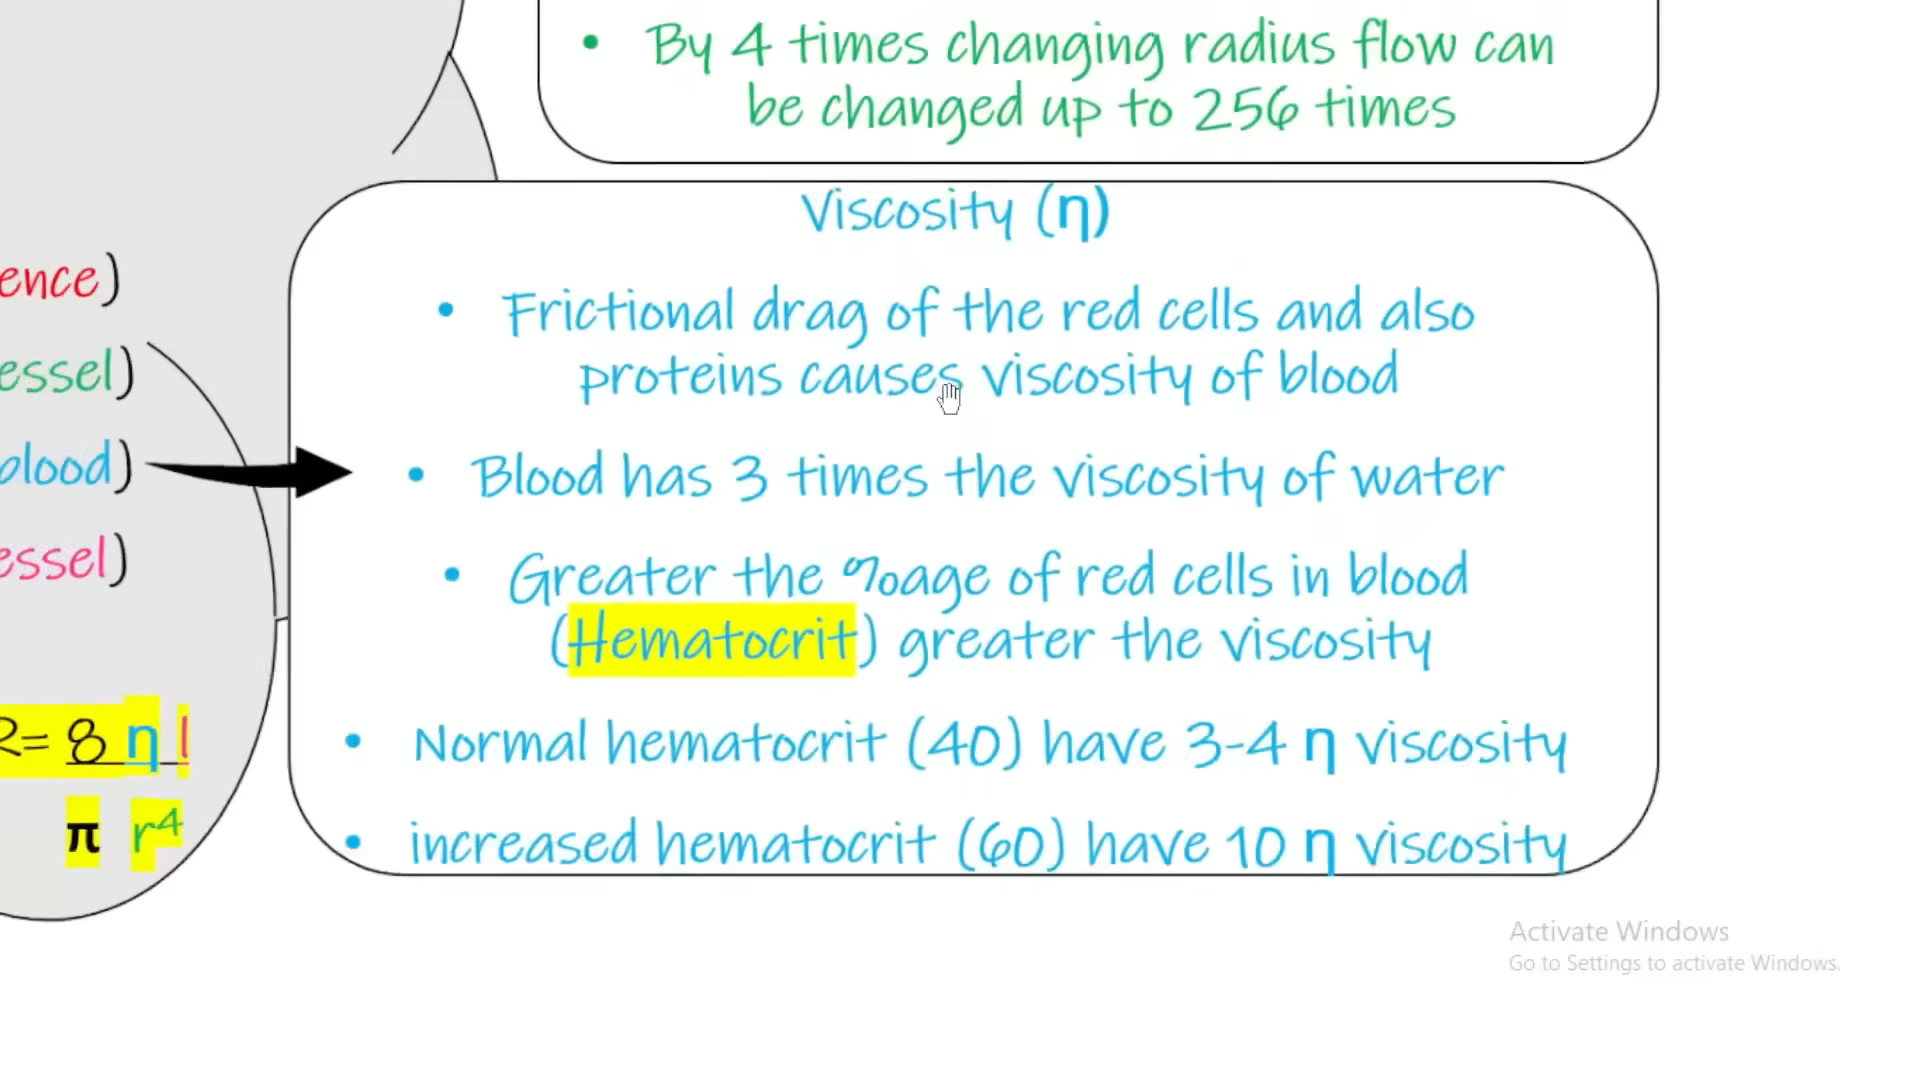 • By 4 times changing radius flow can
be changed up to 256 times
Viscosity (η)
• Frictional drag of the red cells and also
proteins causes viscosity of blood
• Blood has 3 times the viscosity of water
• Greater the %age of red cells in blood
(Hematocrit) greater the viscosity
• Normal hematocrit (40) have 3-4 η viscosity
• increased hematocrit (60) have 10 η viscosity
ence)
essel)
blood)
essel)
R= 8 η l
π r⁴
Activate Windows
Go to Settings to activate Windows.